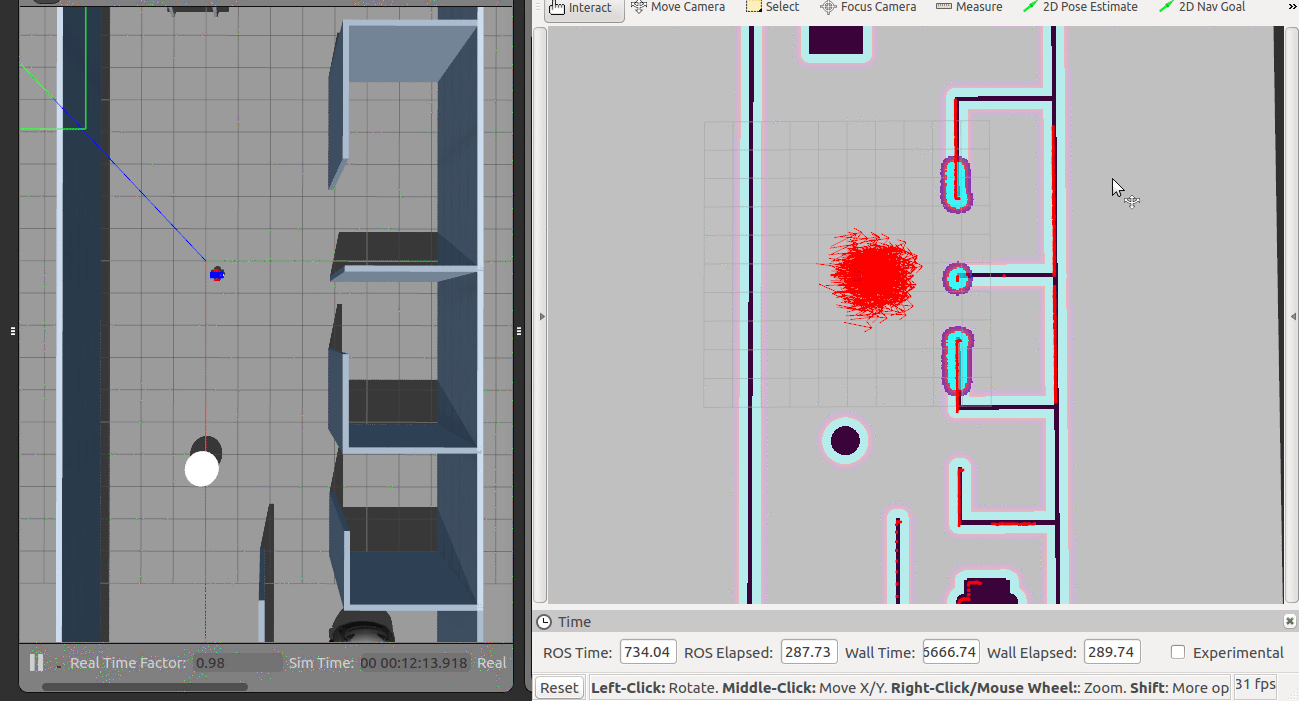 Interact Move Camera Select Focus Camera Measure 2D Pose Estimate 2D Nav Goal »
Time
ROS Time: 734.04 ROS Elapsed: 287.73 Wall Time: 5666.74 Wall Elapsed: 289.74 Experimental
Real Time Factor: 0.98 Sim Time: 00 00:12:13.918 Real
Reset Left-Click: Rotate. Middle-Click: Move X/Y. Right-Click/Mouse Wheel:: Zoom. Shift: More op 31 fps